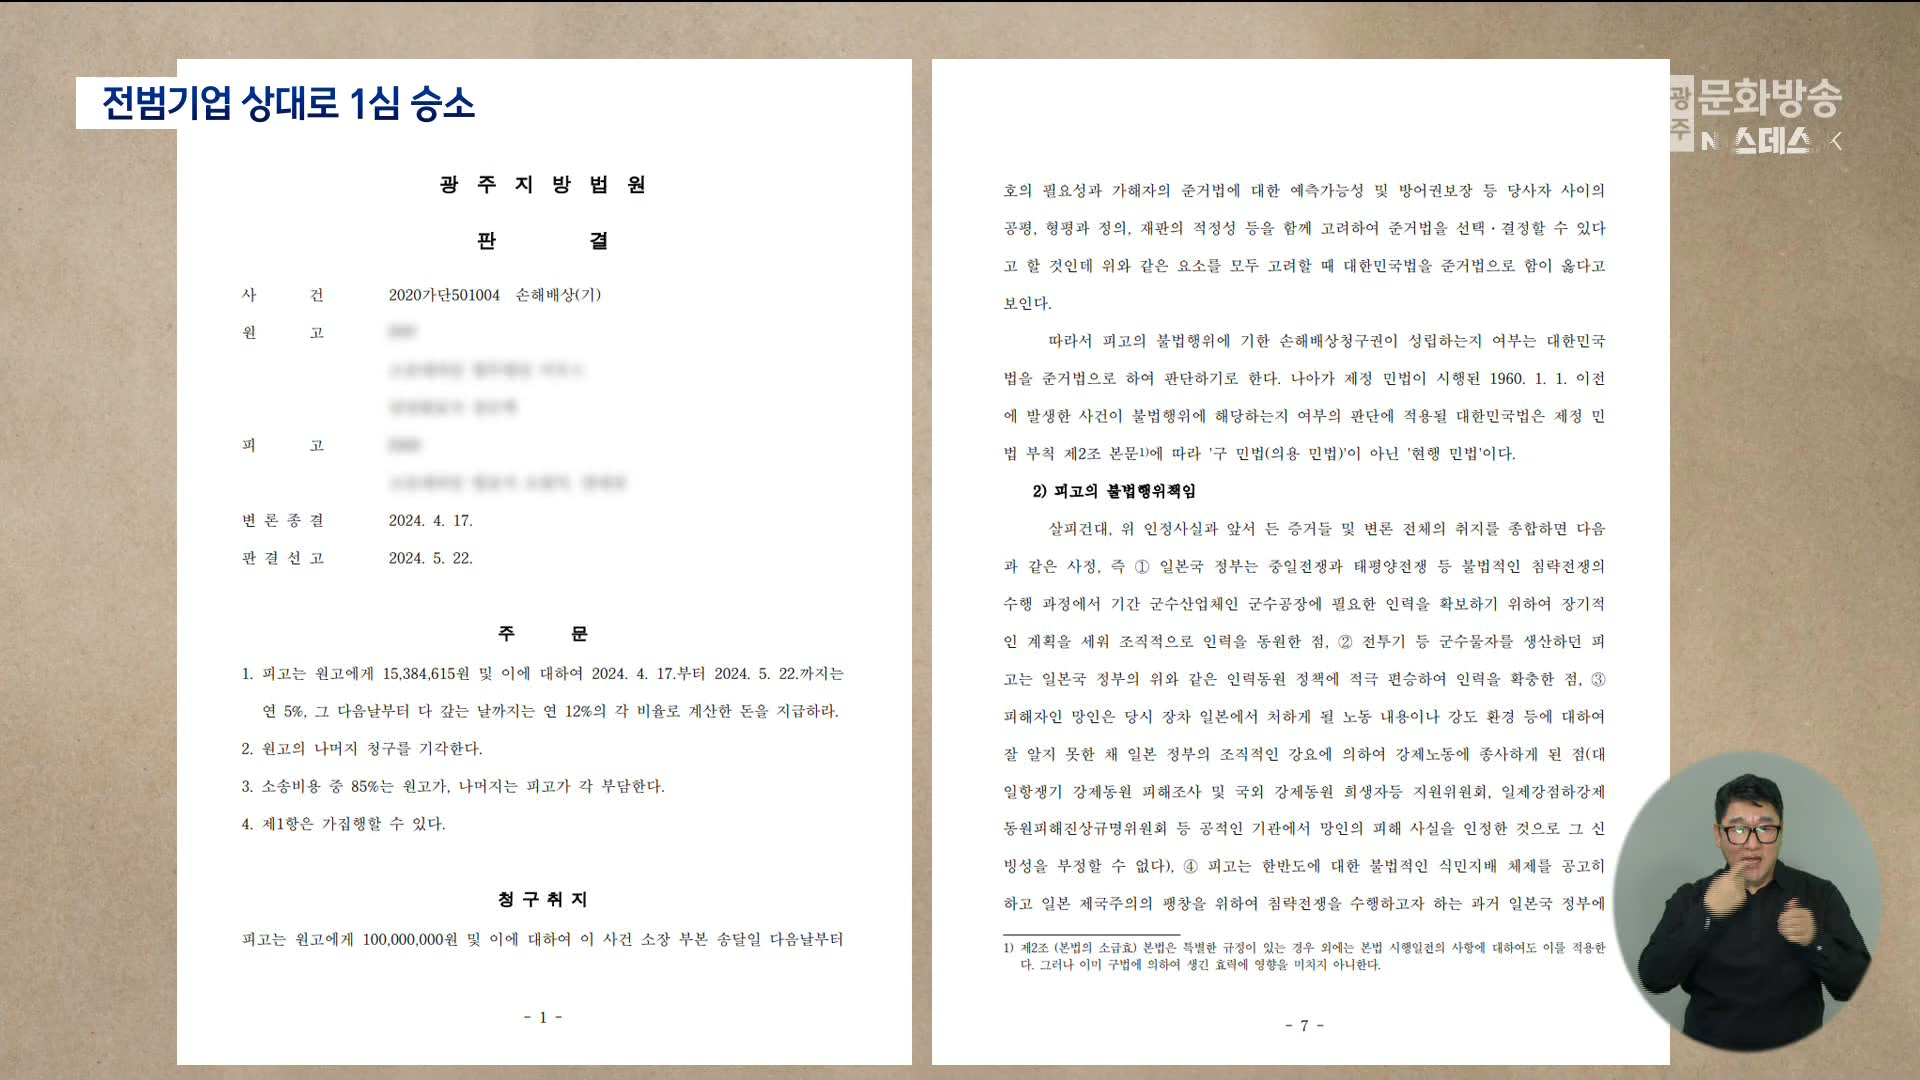 전범기업 상대로 1심 승소
광주 문화방송
스데스
광 주 지 방 법 원
판 결
사 건 2020가단501004 손해배상(기)
원 고
피 고
변 론 종 결 2024. 4. 17.
판 결 선 고 2024. 5. 22.
주 문
1. 피고는 원고에게 15,384,615원 및 이에 대하여 2024. 4. 17.부터 2024. 5. 22.까지는
연 5%, 그 다음날부터 다 갚는 날까지는 연 12%의 각 비율로 계산한 돈을 지급하라.
2. 원고의 나머지 청구를 기각한다.
3. 소송비용 중 85%는 원고가, 나머지는 피고가 각 부담한다.
4. 제1항은 가집행할 수 있다.
청 구 취 지
피고는 원고에게 100,000,000원 및 이에 대하여 이 사건 소장 부본 송달일 다음날부터
- 1 -
호의 필요성과 가해자의 준거법에 대한 예측가능성 및 방어권보장 등 당사자 사이의
공평, 형평과 정의, 재판의 적정성 등을 함께 고려하여 준거법을 선택·결정할 수 있다
고 할 것인데 위와 같은 요소를 모두 고려할 때 대한민국법을 준거법으로 함이 옳다고
보인다.
따라서 피고의 불법행위에 기한 손해배상청구권이 성립하는지 여부는 대한민국
법을 준거법으로 하여 판단하기로 한다. 나아가 제정 민법이 시행된 1960. 1. 1. 이전
에 발생한 사건이 불법행위에 해당하는지 여부의 판단에 적용될 대한민국법은 제정 민
법 부칙 제2조 본문1)에 따라 '구 민법(의용 민법)'이 아닌 '현행 민법'이다.
2) 피고의 불법행위책임
살피건대, 위 인정사실과 앞서 든 증거들 및 변론 전체의 취지를 종합하면 다음
과 같은 사정, 즉 ① 일본국 정부는 중일전쟁과 태평양전쟁 등 불법적인 침략전쟁의
수행 과정에서 기간 군수산업체인 군수공장에 필요한 인력을 확보하기 위하여 장기적
인 계획을 세워 조직적으로 인력을 동원한 점, ② 전투기 등 군수물자를 생산하던 피
고는 일본국 정부의 위와 같은 인력동원 정책에 적극 편승하여 인력을 확충한 점, ③
피해자인 망인은 당시 장차 일본에서 처하게 될 노동 내용이나 강도 환경 등에 대하여
잘 알지 못한 채 일본 정부의 조직적인 강요에 의하여 강제노동에 종사하게 된 점(대
일항쟁기 강제동원 피해조사 및 국외 강제동원 희생자등 지원위원회, 일제강점하강제
동원피해진상규명위원회 등 공적인 기관에서 망인의 피해 사실을 인정한 것으로 그 신
빙성을 부정할 수 없다), ④ 피고는 한반도에 대한 불법적인 식민지배 체제를 공고히
하고 일본 제국주의의 팽창을 위하여 침략전쟁을 수행하고자 하는 과거 일본국 정부에
1) 제2조 (본법의 소급효) 본법은 특별한 규정이 있는 경우 외에는 본법 시행일전의 사항에 대하여도 이를 적용한
다. 그러나 이미 구법에 의하여 생긴 효력에 영향을 미치지 아니한다.
- 7 -